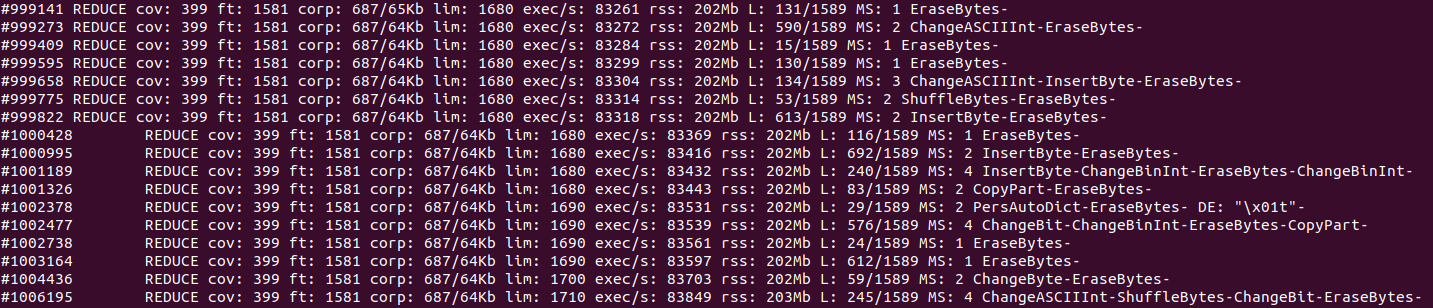 #999141 REDUCE cov: 399 ft: 1581 corp: 687/65Kb lim: 1680 exec/s: 83261 rss: 202Mb L: 131/1589 MS: 1 EraseBytes-
#999273 REDUCE cov: 399 ft: 1581 corp: 687/64Kb lim: 1680 exec/s: 83272 rss: 202Mb L: 590/1589 MS: 2 ChangeASCIIInt-EraseBytes-
#999409 REDUCE cov: 399 ft: 1581 corp: 687/64Kb lim: 1680 exec/s: 83284 rss: 202Mb L: 15/1589 MS: 1 EraseBytes-
#999595 REDUCE cov: 399 ft: 1581 corp: 687/64Kb lim: 1680 exec/s: 83299 rss: 202Mb L: 130/1589 MS: 1 EraseBytes-
#999658 REDUCE cov: 399 ft: 1581 corp: 687/64Kb lim: 1680 exec/s: 83304 rss: 202Mb L: 134/1589 MS: 3 ChangeASCIIInt-InsertByte-EraseBytes-
#999775 REDUCE cov: 399 ft: 1581 corp: 687/64Kb lim: 1680 exec/s: 83314 rss: 202Mb L: 53/1589 MS: 2 ShuffleBytes-EraseBytes-
#999822 REDUCE cov: 399 ft: 1581 corp: 687/64Kb lim: 1680 exec/s: 83318 rss: 202Mb L: 613/1589 MS: 2 InsertByte-EraseBytes-
#1000428 REDUCE cov: 399 ft: 1581 corp: 687/64Kb lim: 1680 exec/s: 83369 rss: 202Mb L: 116/1589 MS: 1 EraseBytes-
#1000995 REDUCE cov: 399 ft: 1581 corp: 687/64Kb lim: 1680 exec/s: 83416 rss: 202Mb L: 692/1589 MS: 2 InsertByte-EraseBytes-
#1001189 REDUCE cov: 399 ft: 1581 corp: 687/64Kb lim: 1680 exec/s: 83432 rss: 202Mb L: 240/1589 MS: 4 InsertByte-ChangeBinInt-EraseBytes-ChangeBinInt-
#1001326 REDUCE cov: 399 ft: 1581 corp: 687/64Kb lim: 1680 exec/s: 83443 rss: 202Mb L: 83/1589 MS: 2 CopyPart-EraseBytes-
#1002378 REDUCE cov: 399 ft: 1581 corp: 687/64Kb lim: 1690 exec/s: 83531 rss: 202Mb L: 29/1589 MS: 2 PersAutoDict-EraseBytes- DE: "\x01t"-
#1002477 REDUCE cov: 399 ft: 1581 corp: 687/64Kb lim: 1690 exec/s: 83539 rss: 202Mb L: 576/1589 MS: 4 ChangeBit-ChangeBinInt-EraseBytes-CopyPart-
#1002738 REDUCE cov: 399 ft: 1581 corp: 687/64Kb lim: 1690 exec/s: 83561 rss: 202Mb L: 24/1589 MS: 1 EraseBytes-
#1003164 REDUCE cov: 399 ft: 1581 corp: 687/64Kb lim: 1690 exec/s: 83597 rss: 202Mb L: 612/1589 MS: 1 EraseBytes-
#1004436 REDUCE cov: 399 ft: 1581 corp: 687/64Kb lim: 1700 exec/s: 83703 rss: 202Mb L: 59/1589 MS: 2 ChangeByte-EraseBytes-
#1006195 REDUCE cov: 399 ft: 1581 corp: 687/64Kb lim: 1710 exec/s: 83849 rss: 203Mb L: 245/1589 MS: 4 ChangeASCIIInt-ShuffleBytes-ChangeBit-EraseBytes-